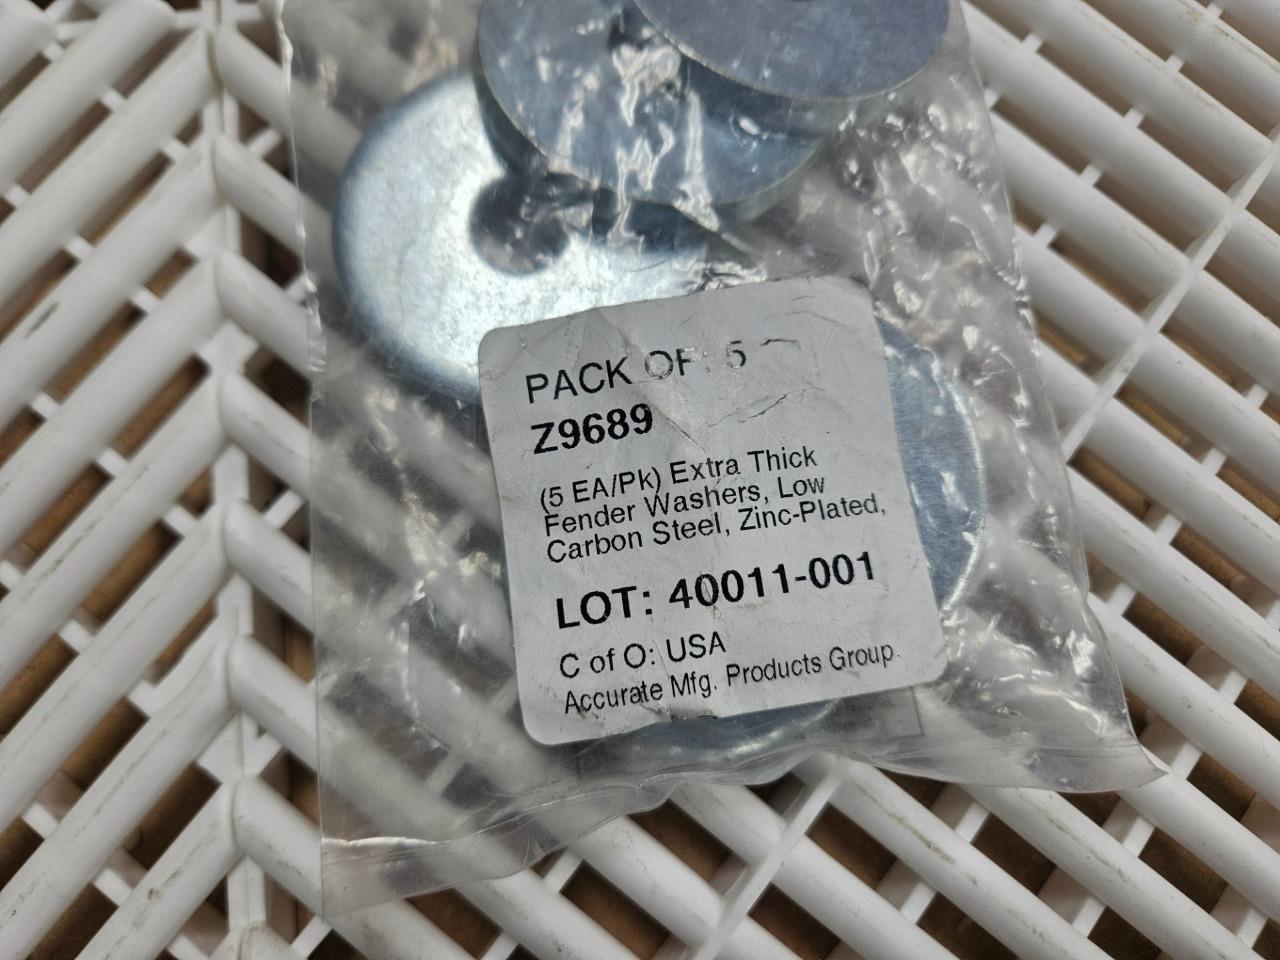 PACK OF: 5
Z9689
(5 EA/Pk) Extra Thick
Fender Washers, Low
Carbon Steel, Zinc-Plated,
LOT: 40011-001
C of O: USA
Accurate Mfg. Products Group.